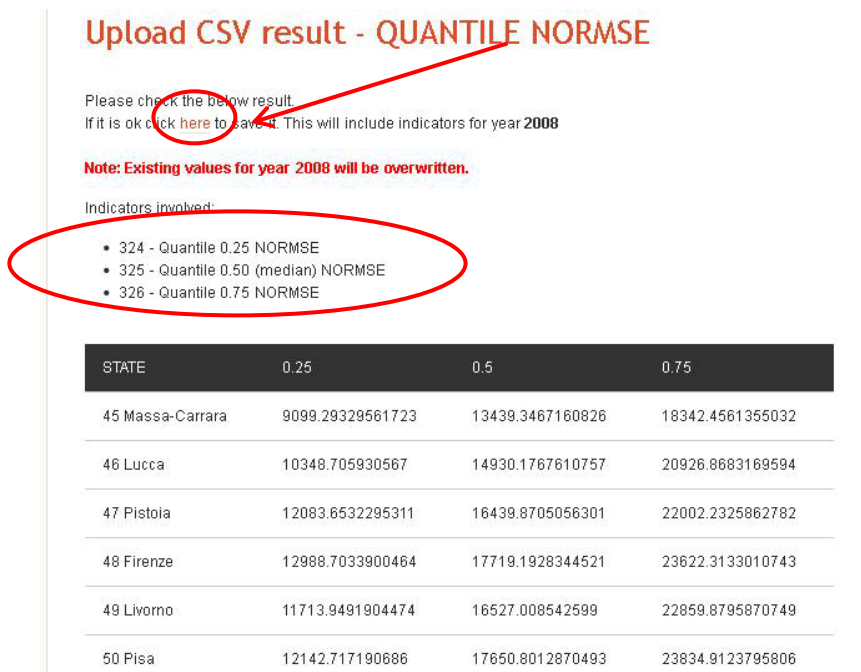 Upload CSV result - QUANTILE NORMSE
Please check the below result.
If it is ok click here to save it. This will include indicators for year 2008
Note: Existing values for year 2008 will be overwritten.
Indicators involved:
• 324 - Quantile 0.25 NORMSE
• 325 - Quantile 0.50 (median) NORMSE
• 326 - Quantile 0.75 NORMSE
STATE 0.25 0.5 0.75
45 Massa-Carrara 9099.29329561723 13439.3467160826 18342.4561355032
46 Lucca 10348.705930567 14930.1767610757 20926.8683169594
47 Pistoia 12083.6532295311 16439.8705056301 22002.2325862782
48 Firenze 12988.7033900464 17719.1928344521 23622.3133010743
49 Livorno 11713.9491904474 16527.008542599 22859.8795870749
50 Pisa 12142.717190686 17650.8012870493 23834.9123795806